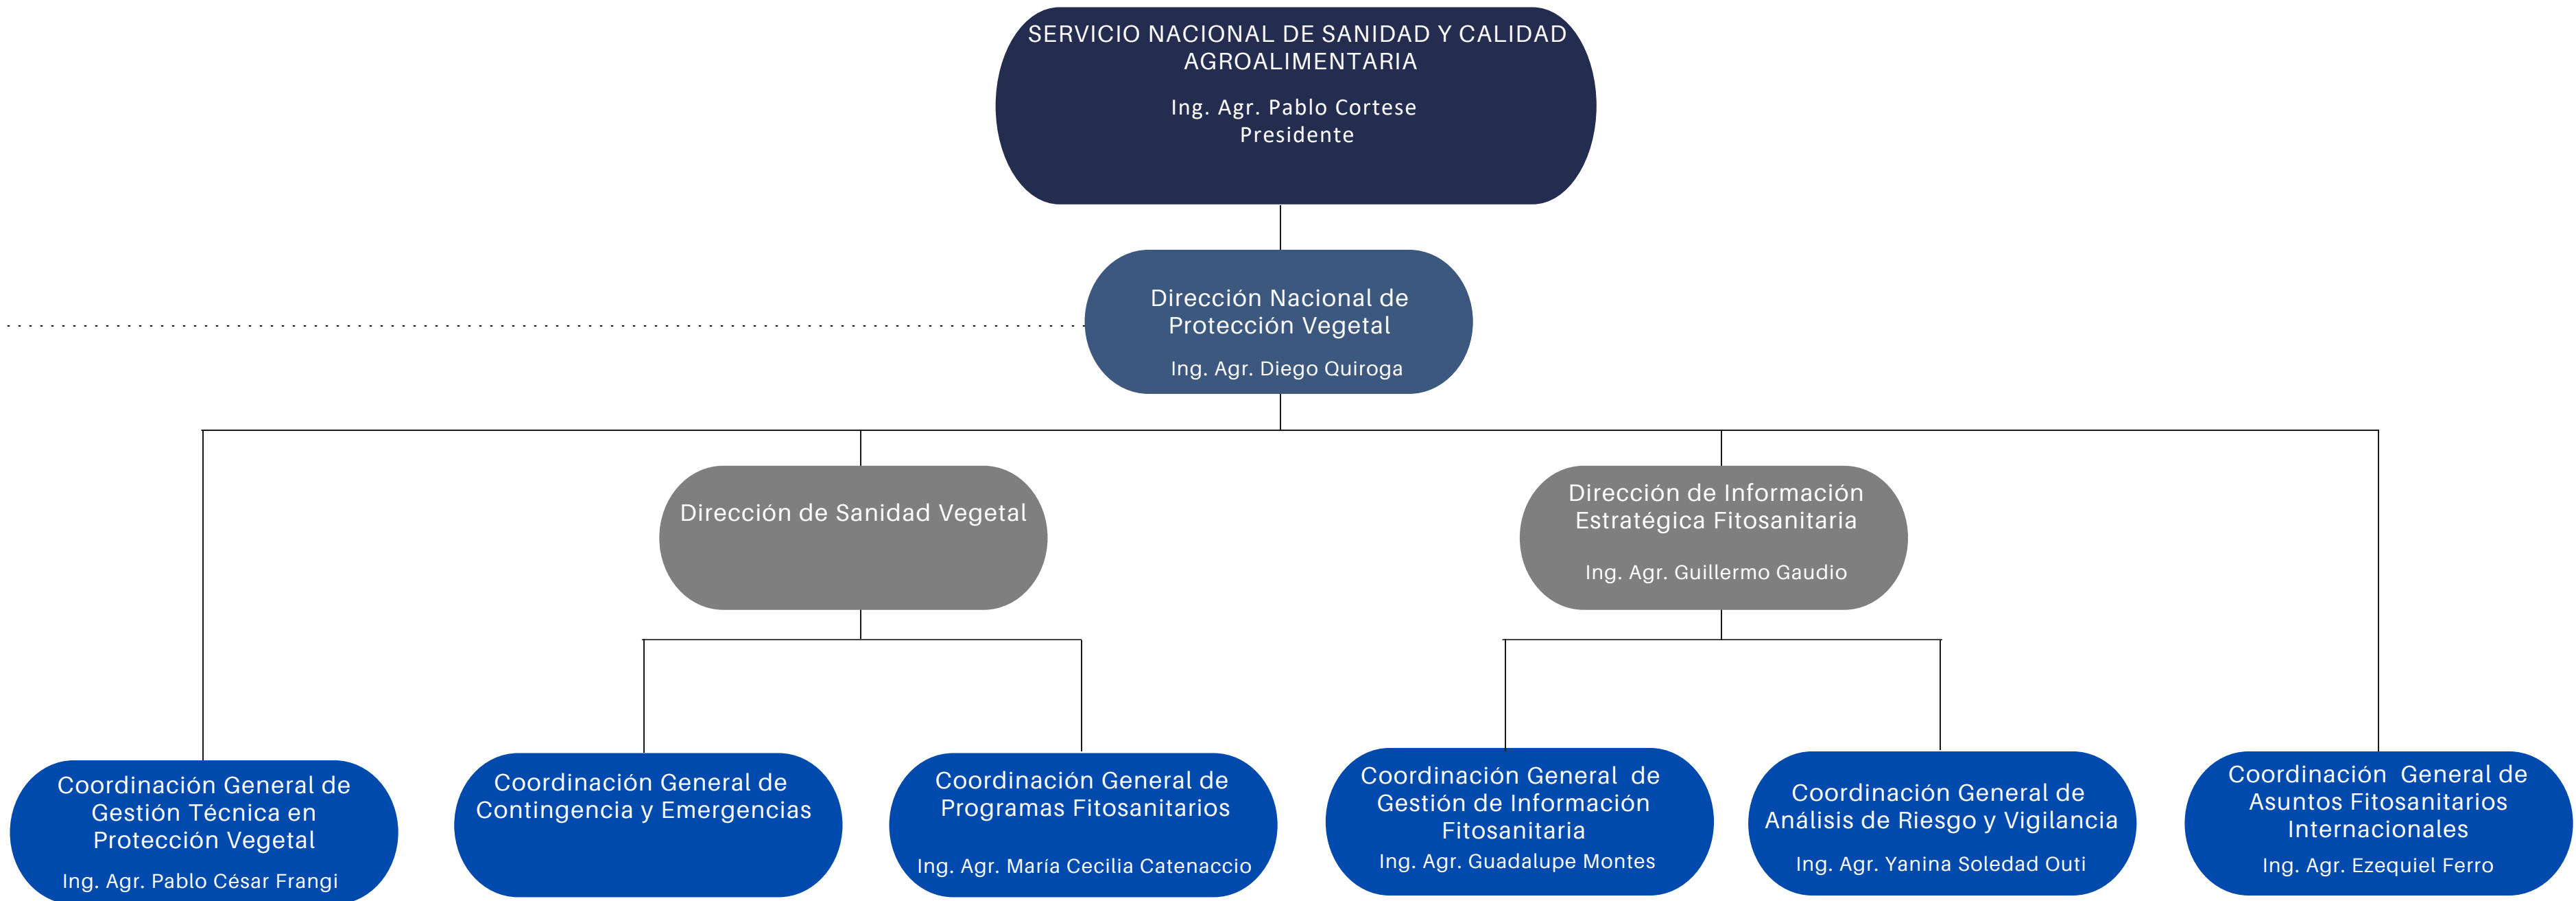 SERVICIO NACIONAL DE SANIDAD Y CALIDAD
AGROALIMENTARIA
Ing. Agr. Pablo Cortese
Presidente
Dirección Nacional de
Protección Vegetal
Ing. Agr. Diego Quiroga
Dirección de Sanidad Vegetal
Dirección de Información
Estratégica Fitosanitaria
Ing. Agr. Guillermo Gaudio
Coordinación General de
Gestión Técnica en
Protección Vegetal
Ing. Agr. Pablo César Frangi
Coordinación General de
Contingencia y Emergencias
Coordinación General de
Programas Fitosanitarios
Ing. Agr. María Cecilia Catenaccio
Coordinación General de
Gestión de Información
Fitosanitaria
Ing. Agr. Guadalupe Montes
Coordinación General de
Análisis de Riesgo y Vigilancia
Ing. Agr. Yanina Soledad Outi
Coordinación General de
Asuntos Fitosanitarios
Internacionales
Ing. Agr. Ezequiel Ferro